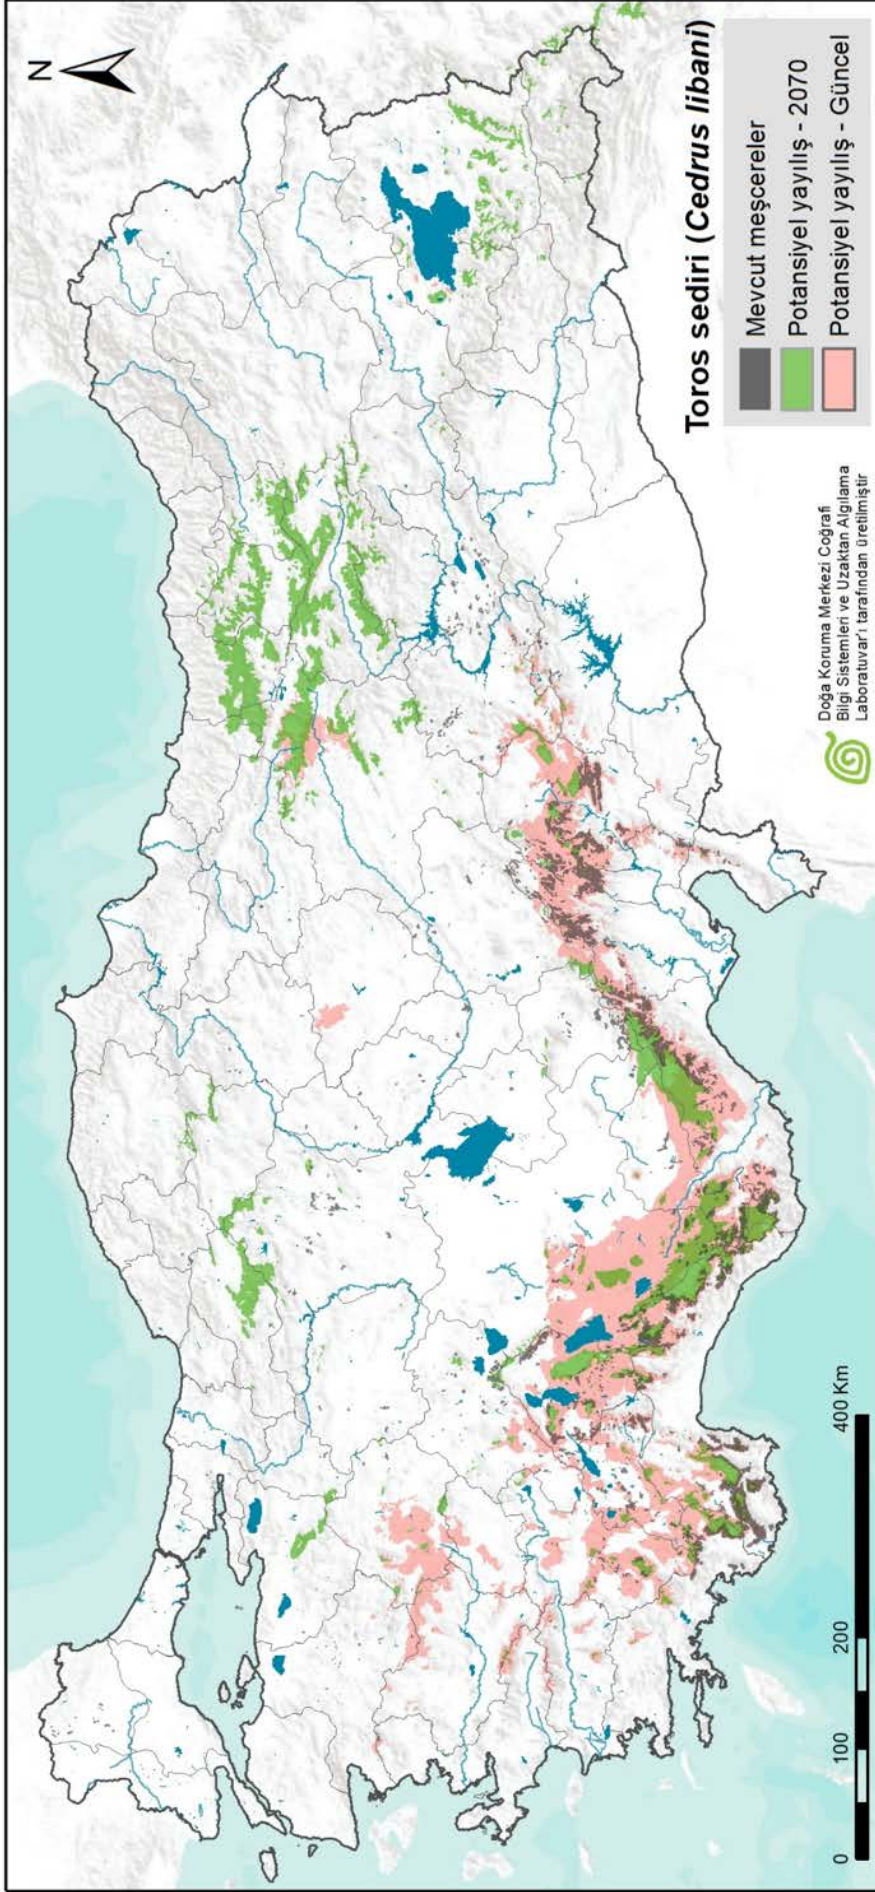 N
Toros sediri (Cedrus libani)
Mevcut meşcereler
Potansiyel yayılış - 2070
Potansiyel yayılış - Güncel
Doğa Koruma Merkezi Coğrafi
Bilgi Sistemleri ve Uzaktan Algılama
Laboratuvar'ı tarafından üretilmiştir
0 100 200 400 Km